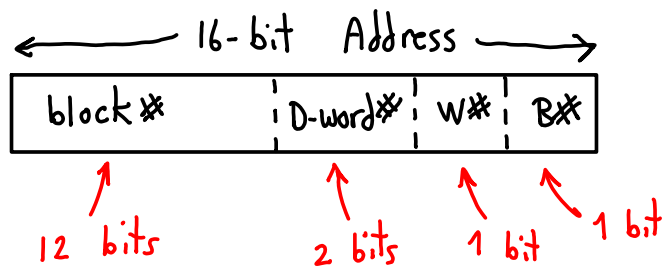 16-bit Address
block# D-word# W# B#
12 bits 2 bits 1 bit 1 bit